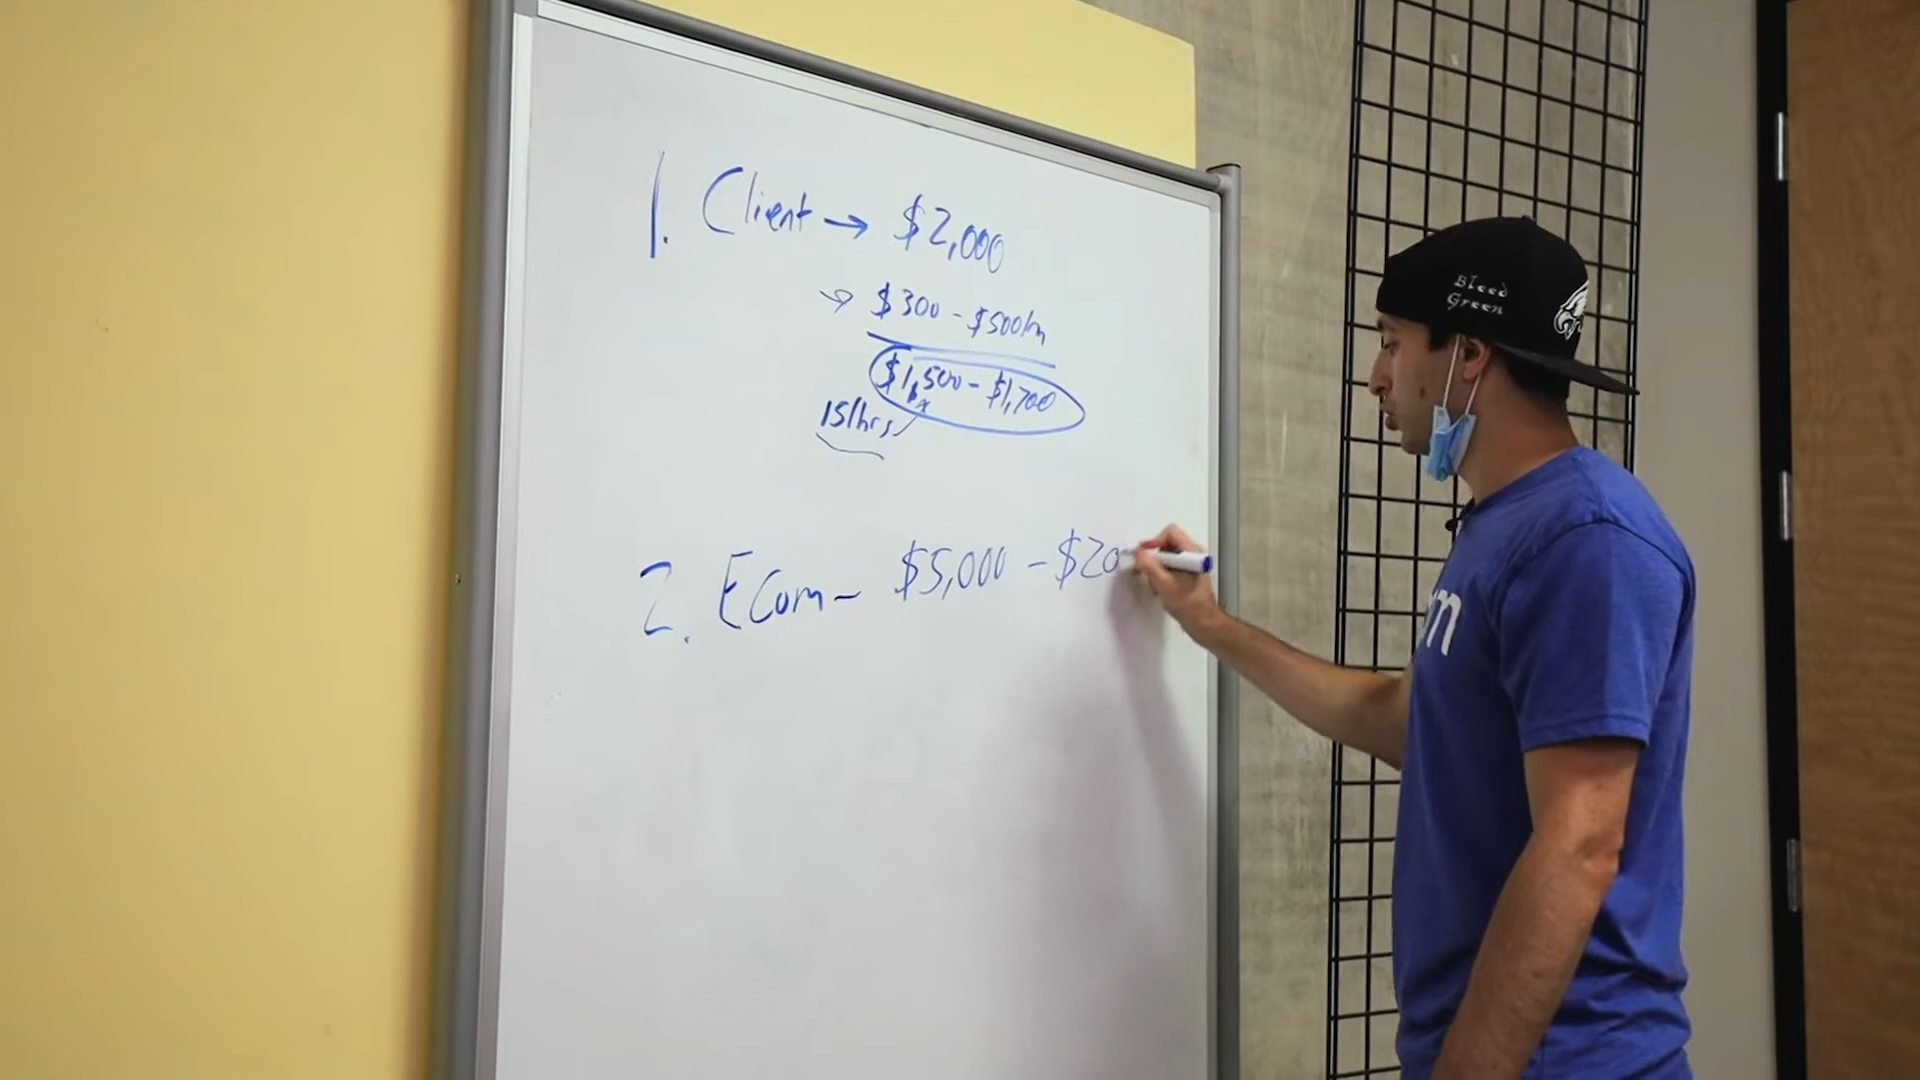 1. Client → $2,000
→ $300 - $500/m
$1,500 - $1,700
15/hrs
2. Ecom - $5,000 - $20
Bleed
Green
m